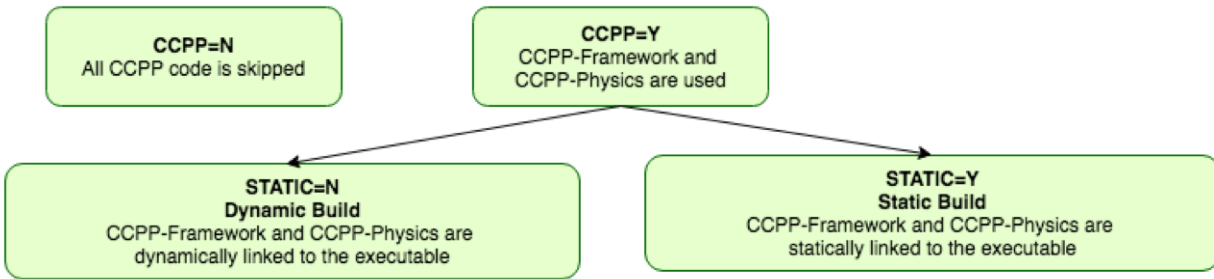 CCPP=N
All CCPP code is skipped
CCPP=Y
CCPP-Framework and
CCPP-Physics are used
STATIC=N
Dynamic Build
CCPP-Framework and CCPP-Physics are
dynamically linked to the executable
STATIC=Y
Static Build
CCPP-Framework and CCPP-Physics are
statically linked to the executable